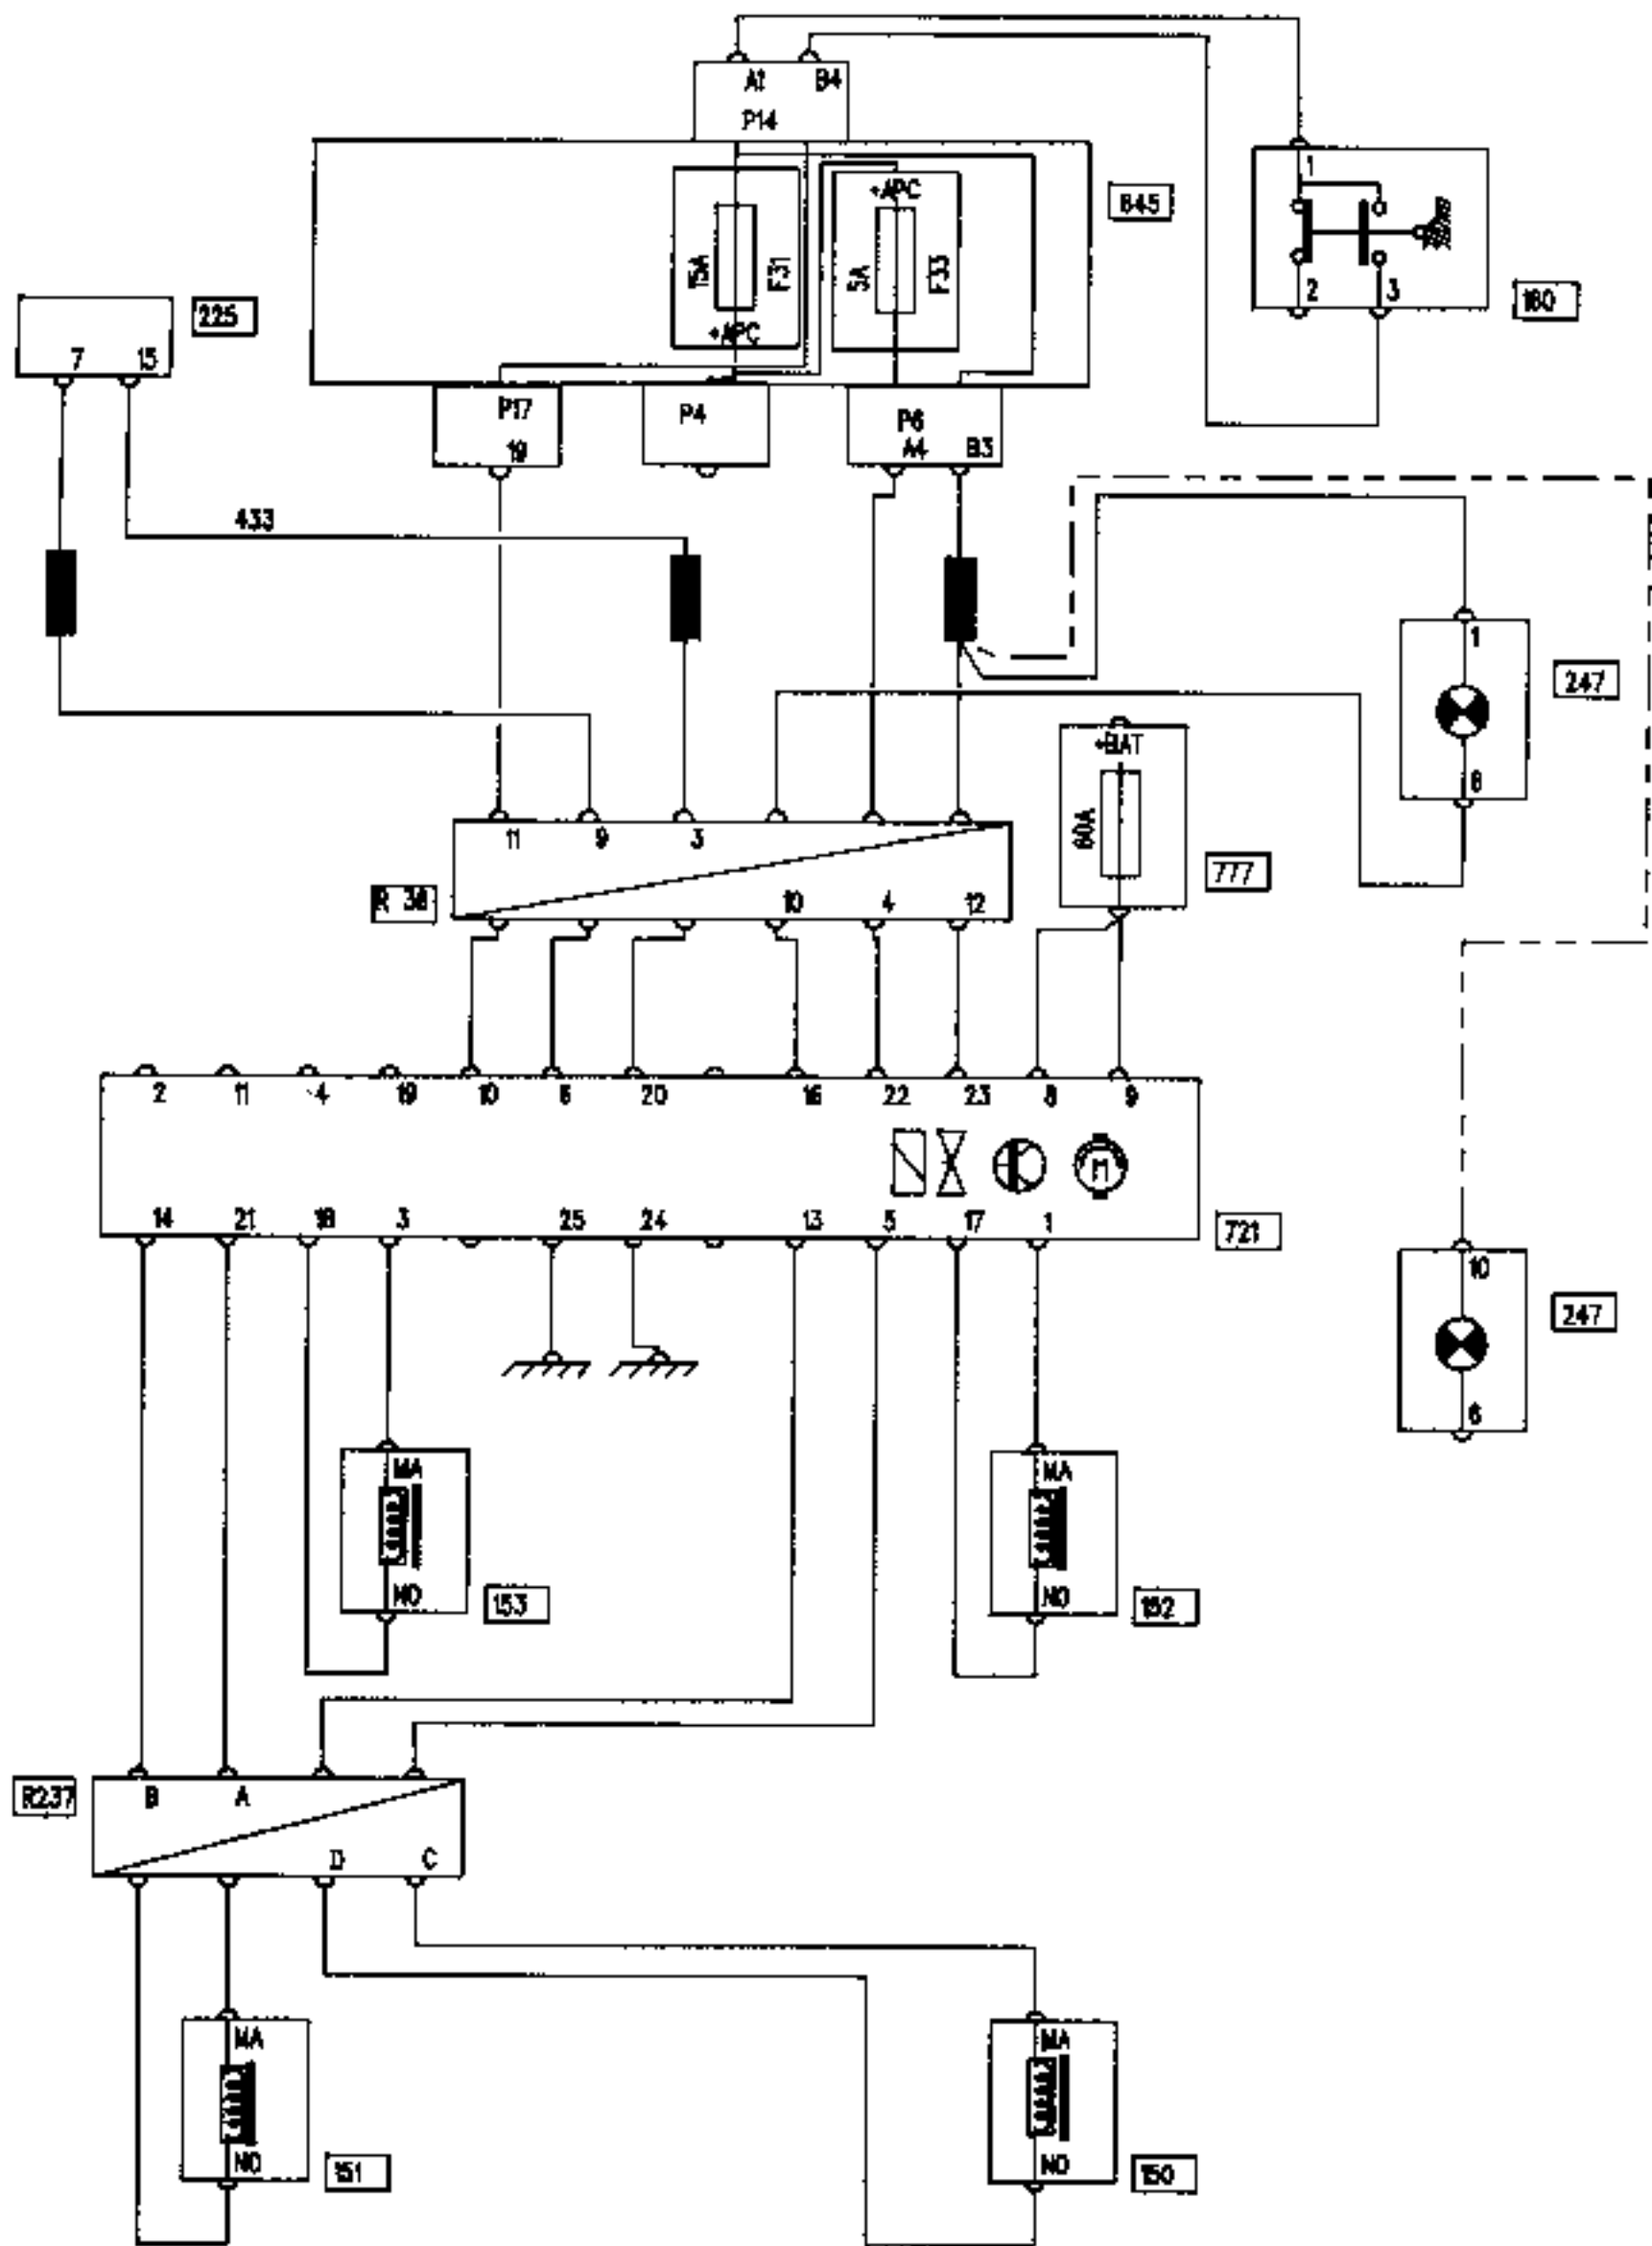 A1 B4
P14
+APC
15A F31 5A F33
+APC
645
1
2 3
160
225
7 15
P17
19
P4
P6
A4 B3
433
1
247
6
+BAT
60A
777
11 9 3
R 36
10 4 12
2 11 4 19 10 6 20 16 22 23 8 9
M
14 21 18 3 25 24 13 5 17 1
721
10
247
6
MA
NO
153
MA
NO
152
R237
B A
D C
MA
NO
151
MA
NO
150